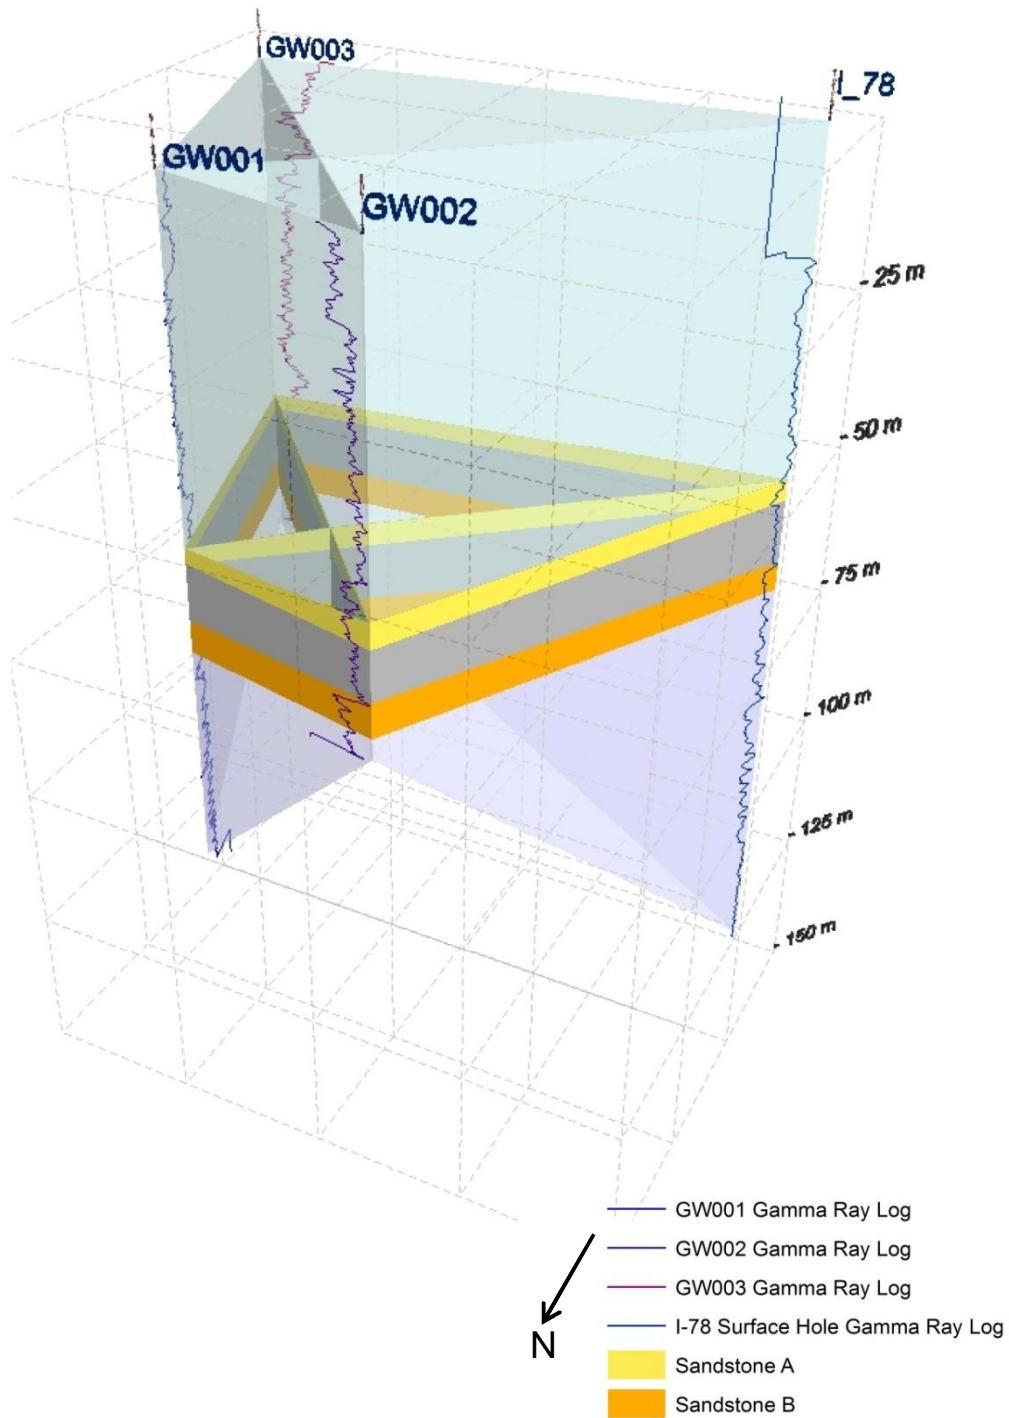 GW003
I_78
GW001
GW002
- 25 m
- 50 m
- 75 m
- 100 m
- 125 m
- 150 m
GW001 Gamma Ray Log
GW002 Gamma Ray Log
GW003 Gamma Ray Log
I-78 Surface Hole Gamma Ray Log
Sandstone A
Sandstone B
N